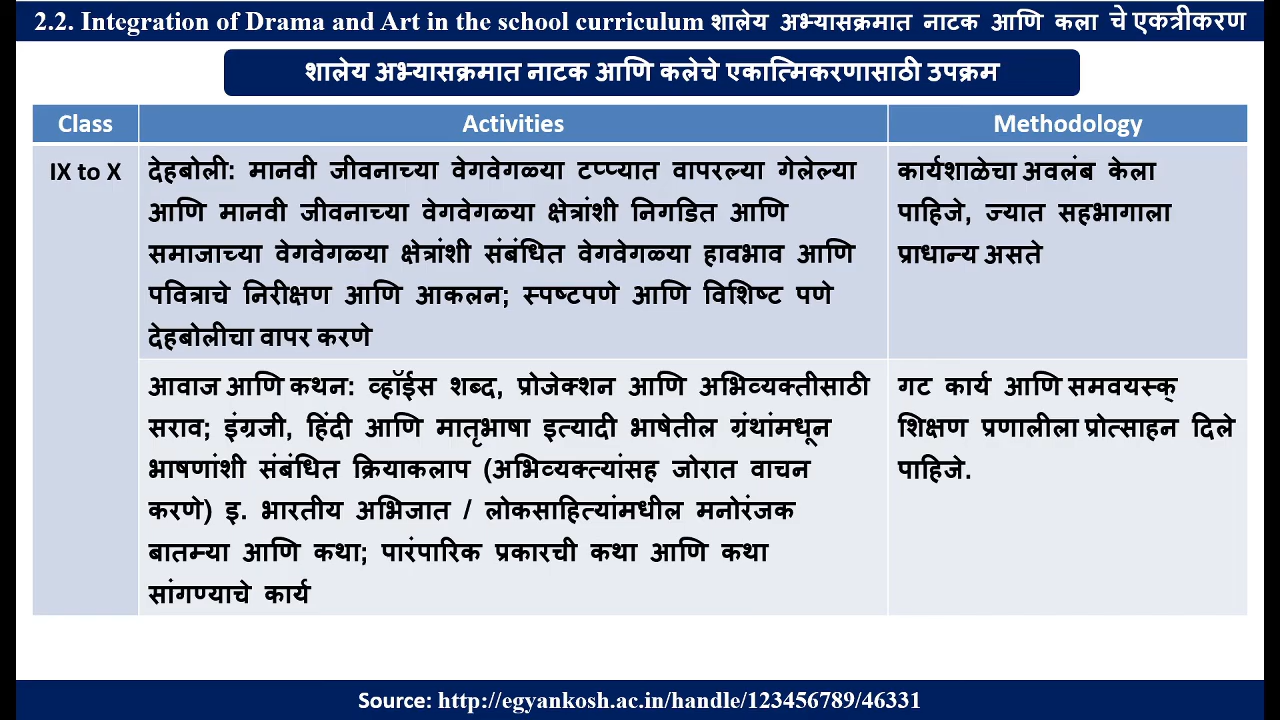 2.2. Integration of Drama and Art in the school curriculum शालेय अभ्यासक्रमात नाटक आणि कला चे एकत्रीकरण
शालेय अभ्यासक्रमात नाटक आणि कलेचे एकात्मिकरणासाठी उपक्रम
Class Activities Methodology
IX to X
देहबोली: मानवी जीवनाच्या वेगवेगळ्या टप्प्यात वापरल्या गेलेल्या
आणि मानवी जीवनाच्या वेगवेगळ्या क्षेत्रांशी निगडित आणि
समाजाच्या वेगवेगळ्या क्षेत्रांशी संबंधित वेगवेगळ्या हावभाव आणि
पवित्राचे निरीक्षण आणि आकलन; स्पष्टपणे आणि विशिष्ट पणे
देहबोलीचा वापर करणे
कार्यशाळेचा अवलंब केला
पाहिजे, ज्यात सहभागाला
प्राधान्य असते
आवाज आणि कथन: व्हॉईस शब्द, प्रोजेक्शन आणि अभिव्यक्तीसाठी
सराव; इंग्रजी, हिंदी आणि मातृभाषा इत्यादी भाषेतील ग्रंथांमधून
भाषणांशी संबंधित क्रियाकलाप (अभिव्यक्त्यांसह जोरात वाचन
करणे) इ. भारतीय अभिजात / लोकसाहित्यांमधील मनोरंजक
बातम्या आणि कथा; पारंपारिक प्रकारची कथा आणि कथा
सांगण्याचे कार्य
गट कार्य आणि समवयस्क्
शिक्षण प्रणालीला प्रोत्साहन दिले
पाहिजे.
Source: http://egyankosh.ac.in/handle/123456789/46331